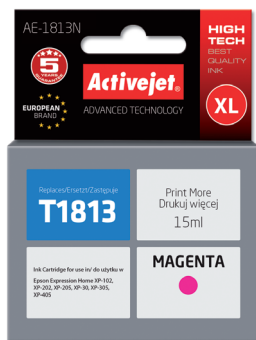 AE-1813N
HIGH
TECH
BEST
QUALITY
INK
XL
5
YEARS
GUARANTEE
EUROPEAN
BRAND
Activejet®
ADVANCED TECHNOLOGY
Replaces/Ersetzt/Zastępuje
T1813
Print More
Drukuj więcej
15ml
Ink Cartridge for use in/ do użytku w
Epson Expression Home XP-102,
XP-202, XP-205, XP-30, XP-305,
XP-405
MAGENTA